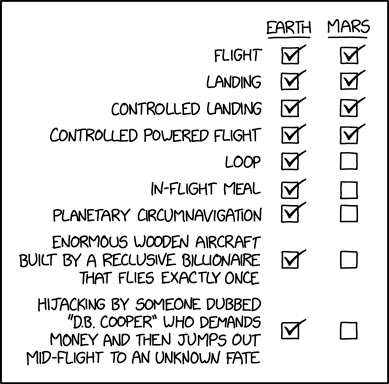 EARTH MARS
FLIGHT
LANDING
CONTROLLED LANDING
CONTROLLED POWERED FLIGHT
LOOP
IN-FLIGHT MEAL
PLANETARY CIRCUMNAVIGATION
ENORMOUS WOODEN AIRCRAFT
BUILT BY A RECLUSIVE BILLIONAIRE
THAT FLIES EXACTLY ONCE
HIJACKING BY SOMEONE DUBBED
"D.B. COOPER" WHO DEMANDS
MONEY AND THEN JUMPS OUT
MID-FLIGHT TO AN UNKNOWN FATE